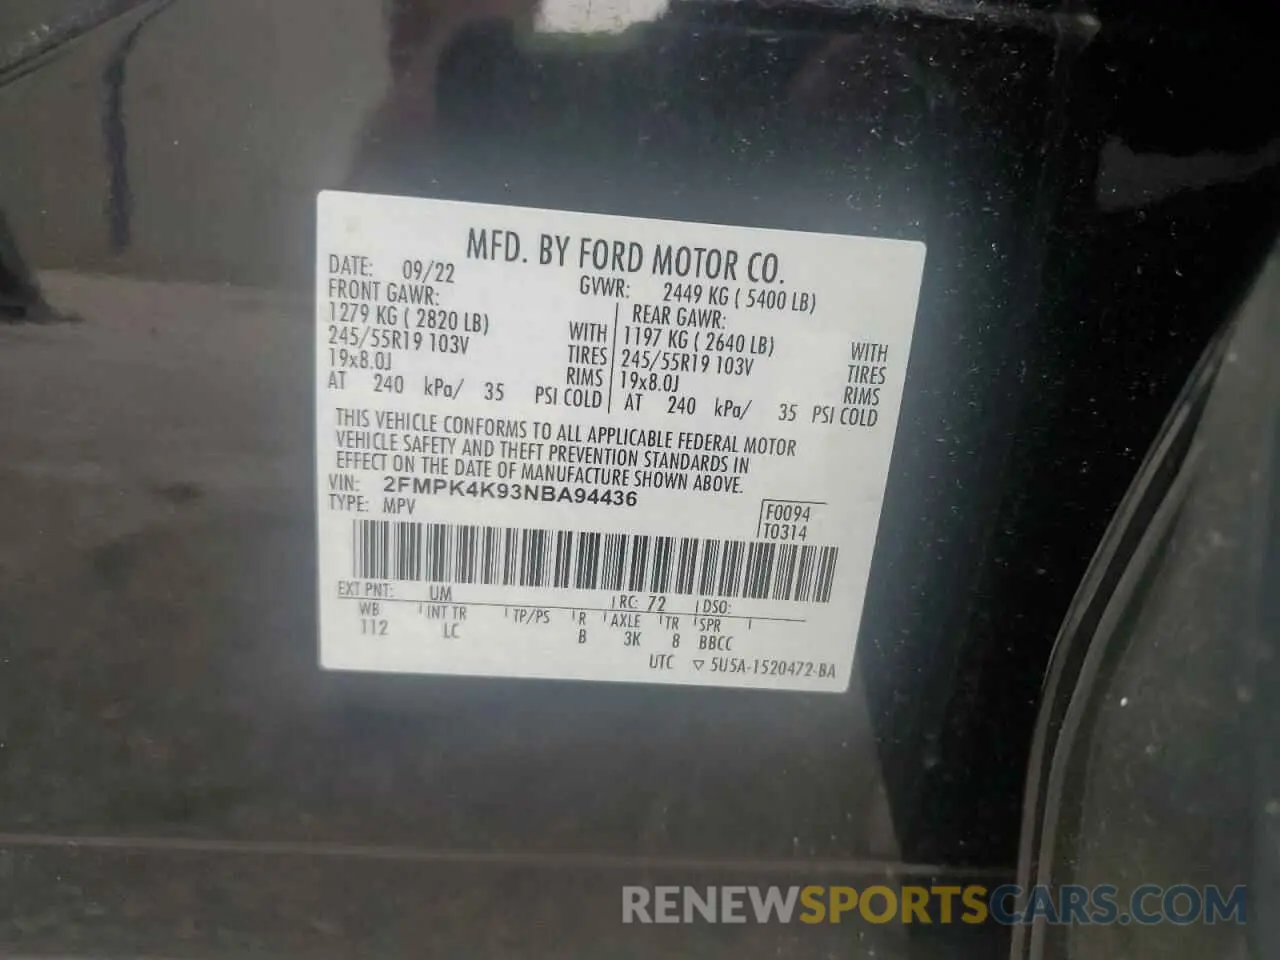 MFD. BY FORD MOTOR CO.
DATE: 09/22 GVWR: 2449 KG ( 5400 LB)
FRONT GAWR: REAR GAWR:
1279 KG ( 2820 LB) WITH 1197 KG ( 2640 LB) WITH
245/55R19 103V TIRES 245/55R19 103V TIRES
19x8.0J RIMS 19x8.0J RIMS
AT 240 kPa/ 35 PSI COLD AT 240 kPa/ 35 PSI COLD
THIS VEHICLE CONFORMS TO ALL APPLICABLE FEDERAL MOTOR
VEHICLE SAFETY AND THEFT PREVENTION STANDARDS IN
EFFECT ON THE DATE OF MANUFACTURE SHOWN ABOVE.
VIN: 2FMPK4K93NBA94436
TYPE: MPV F0094
T0314
EXT PNT: UM RC: 72 DSO:
WB INT TR TP/PS R AXLE TR SPR
112 LC B 3K 8 BBCC
UTC ▽ 5U5A-1520472-BA
RENEWSPORTSCARS.COM